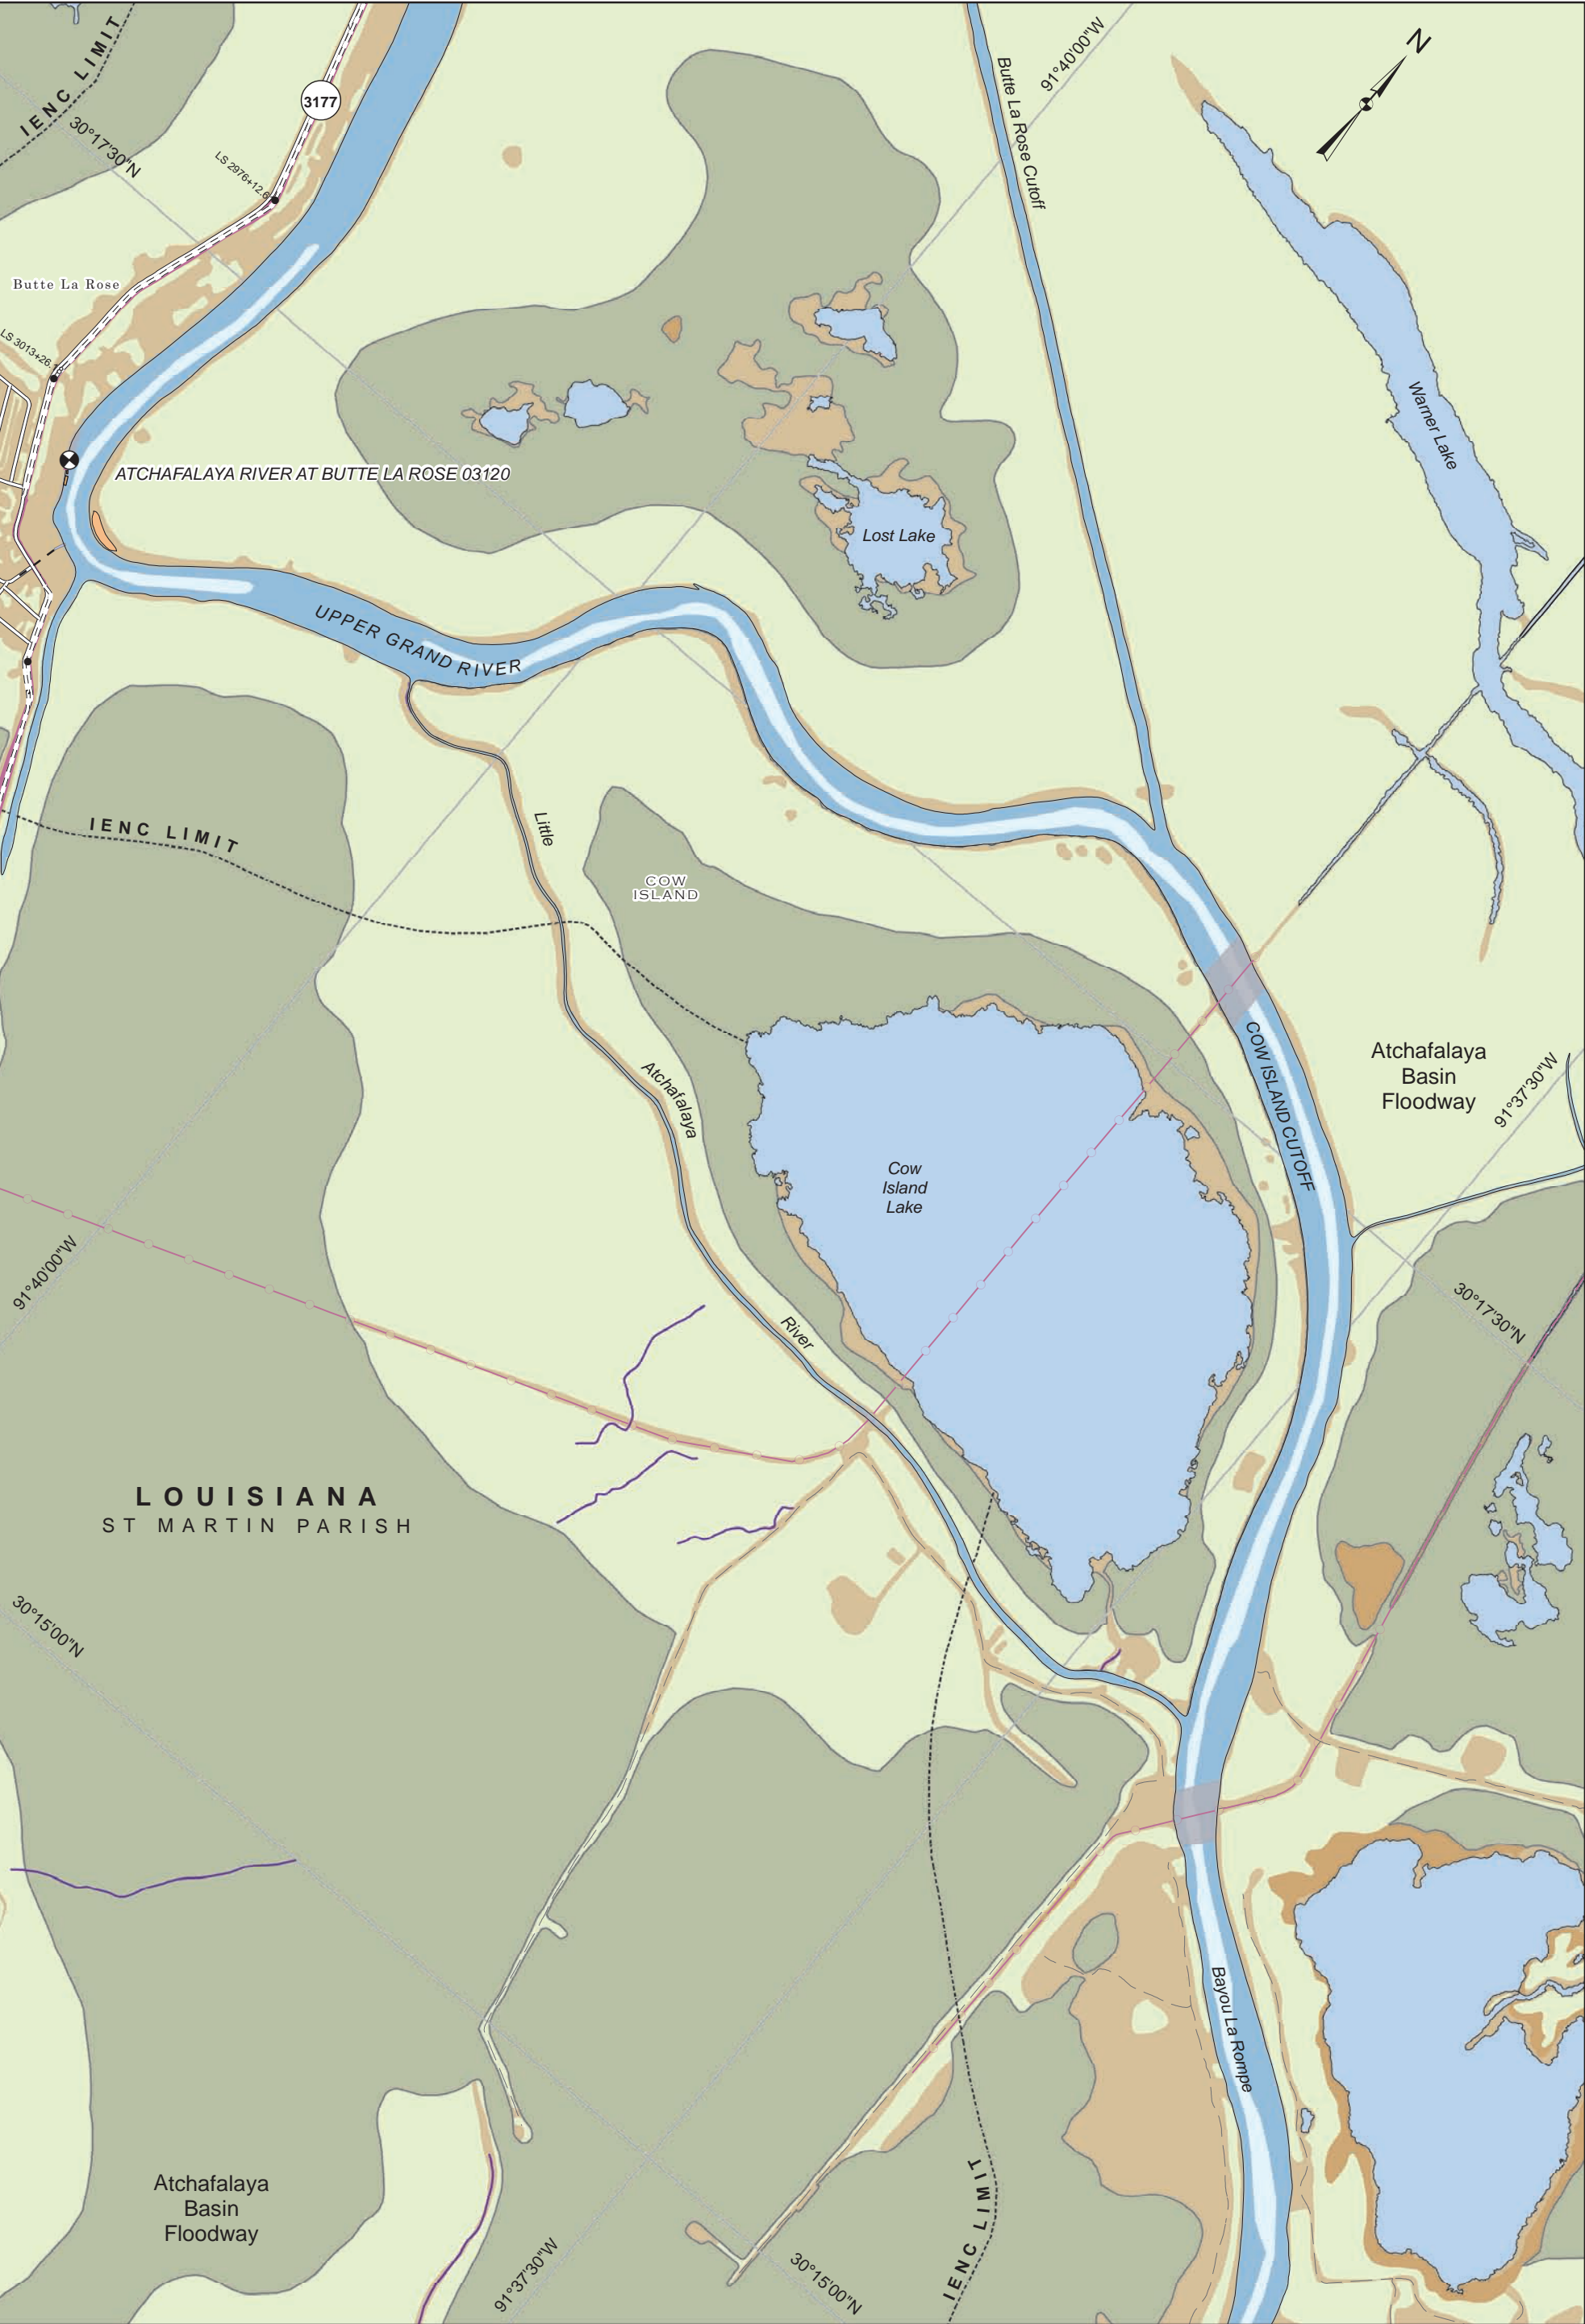 N
IENC LIMIT
3177
91°40'00"W
Butte La Rose Cutoff
30°17'30"N
LS 2976+12.6
Butte La Rose
LS 3013+26.
Warner Lake
ATCHAFALAYA RIVER AT BUTTE LA ROSE 03120
Lost Lake
UPPER GRAND RIVER
IENC LIMIT
Little
COW
ISLAND
Atchafalaya
Basin
Floodway
COW ISLAND CUTOFF
91°37'30"W
Atchafalaya
Cow
Island
Lake
91°40'00"W
River
30°17'30"N
LOUISIANA
ST MARTIN PARISH
30°15'00"N
Bayou La Rompe
Atchafalaya
Basin
Floodway
IENC LIMIT
91°37'30"W
30°15'00"N